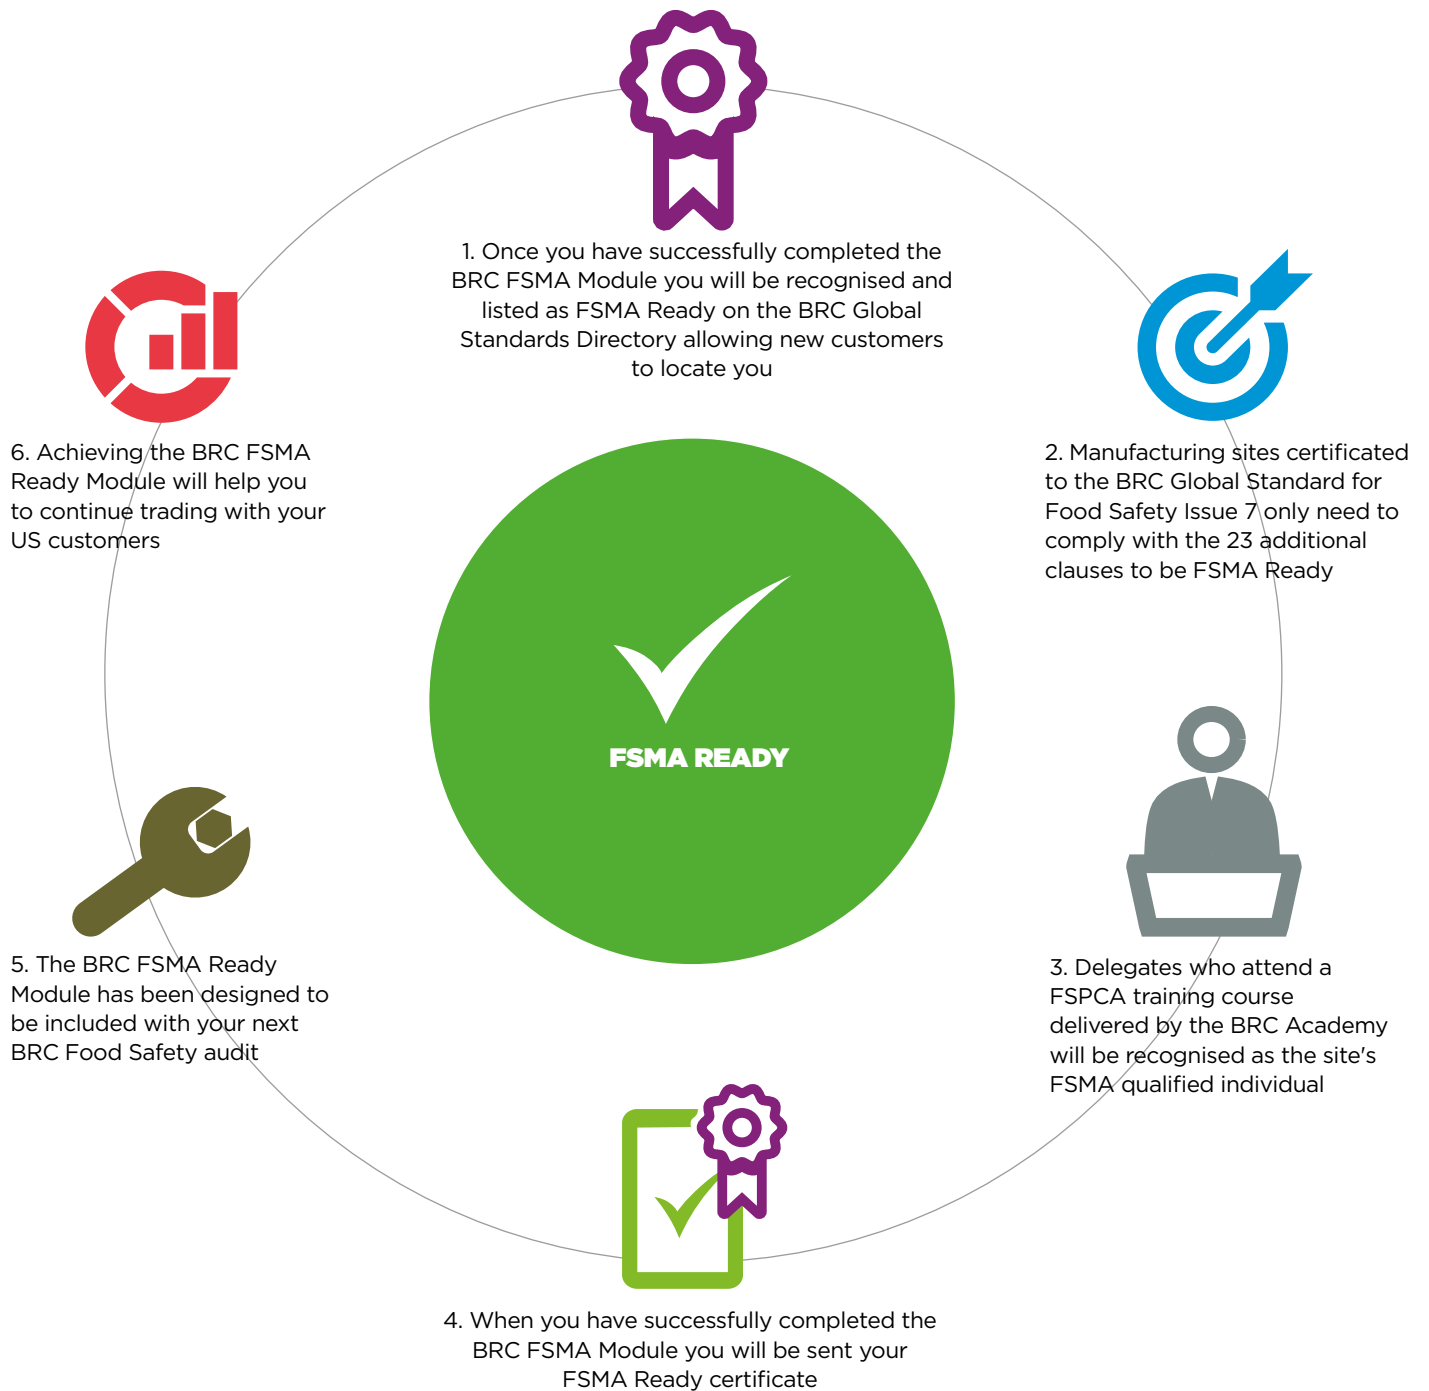 1. Once you have successfully completed the
BRC FSMA Module you will be recognised and
listed as FSMA Ready on the BRC Global
Standards Directory allowing new customers
to locate you
2. Manufacturing sites certificated
to the BRC Global Standard for
Food Safety Issue 7 only need to
comply with the 23 additional
clauses to be FSMA Ready
3. Delegates who attend a
FSPCA training course
delivered by the BRC Academy
will be recognised as the site's
FSMA qualified individual
4. When you have successfully completed the
BRC FSMA Module you will be sent your
FSMA Ready certificate
5. The BRC FSMA Ready
Module has been designed to
be included with your next
BRC Food Safety audit
6. Achieving the BRC FSMA
Ready Module will help you
to continue trading with your
US customers
FSMA READY